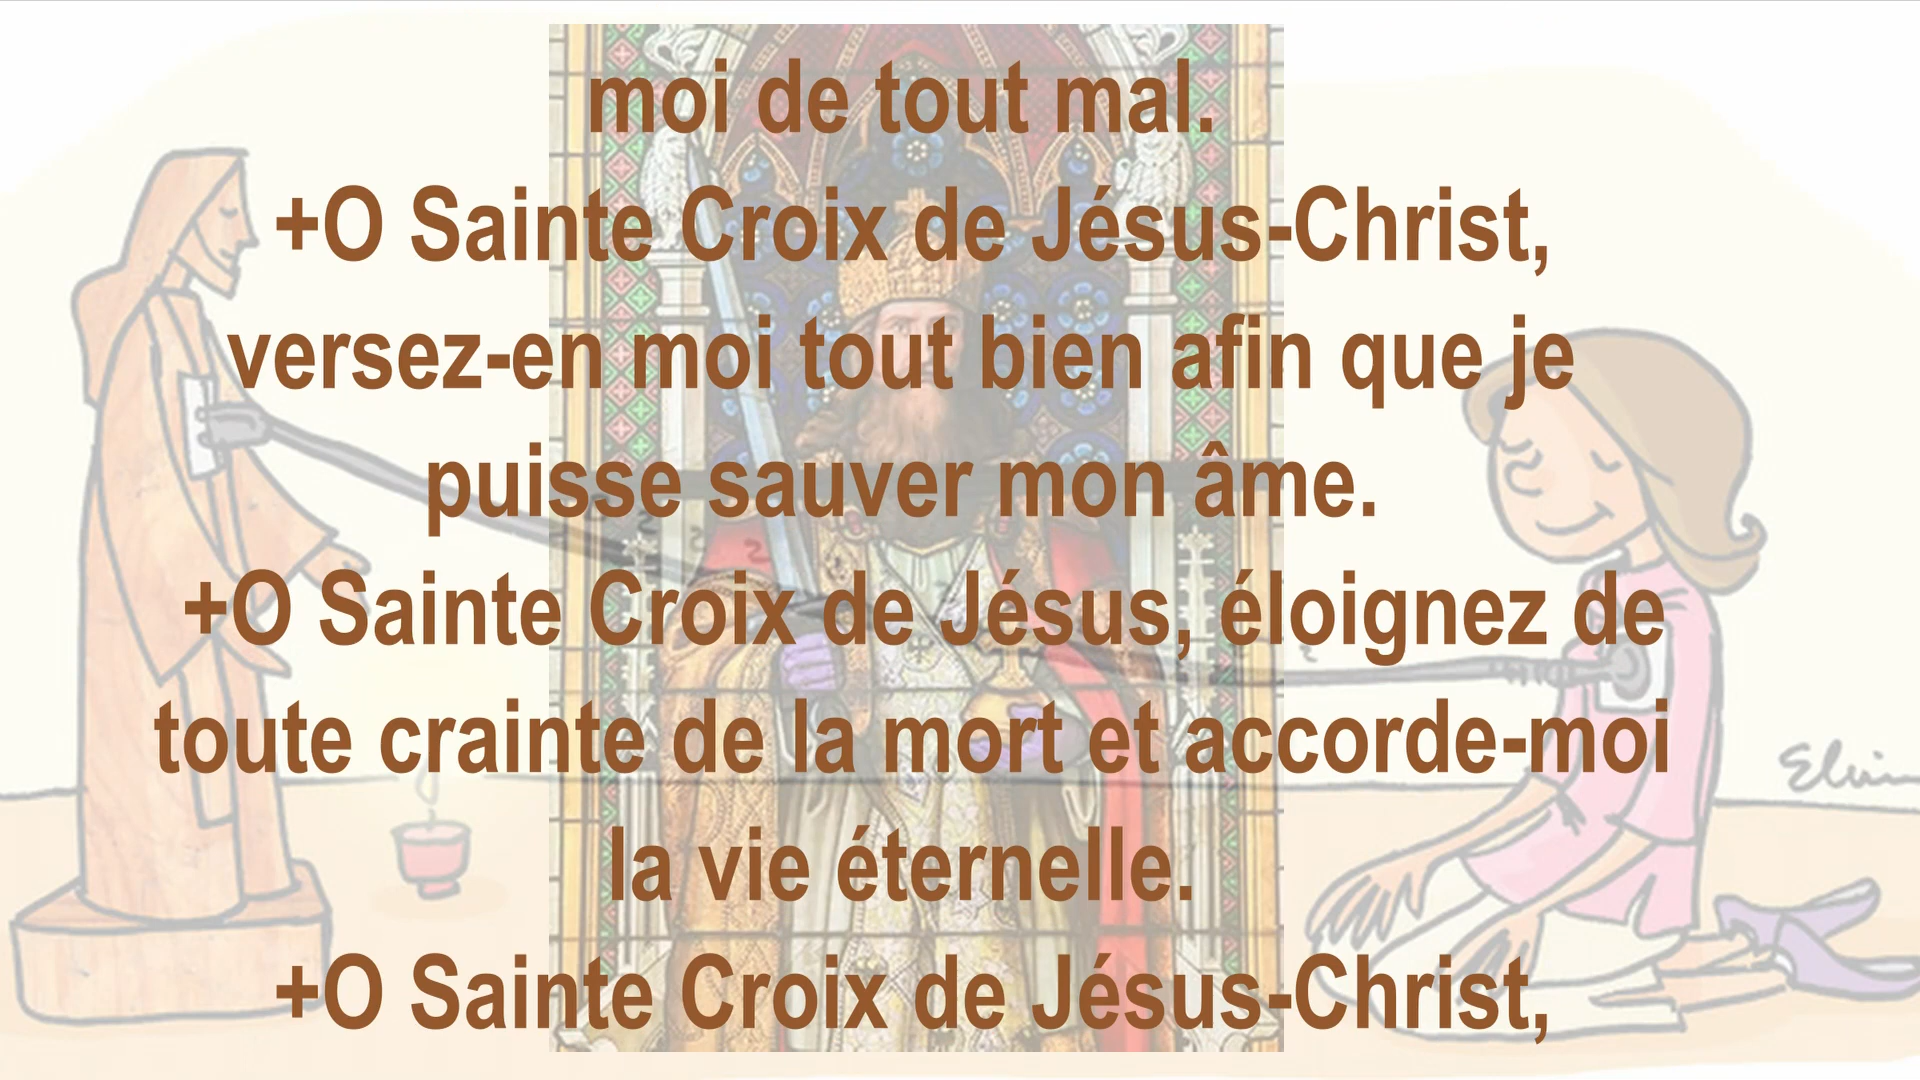 moi de tout mal.
+O Sainte Croix de Jésus-Christ,
versez-en moi tout bien afin que je
puisse sauver mon âme.
+O Sainte Croix de Jésus, éloignez de
toute crainte de la mort et accorde-moi
la vie éternelle.
+O Sainte Croix de Jésus-Christ,